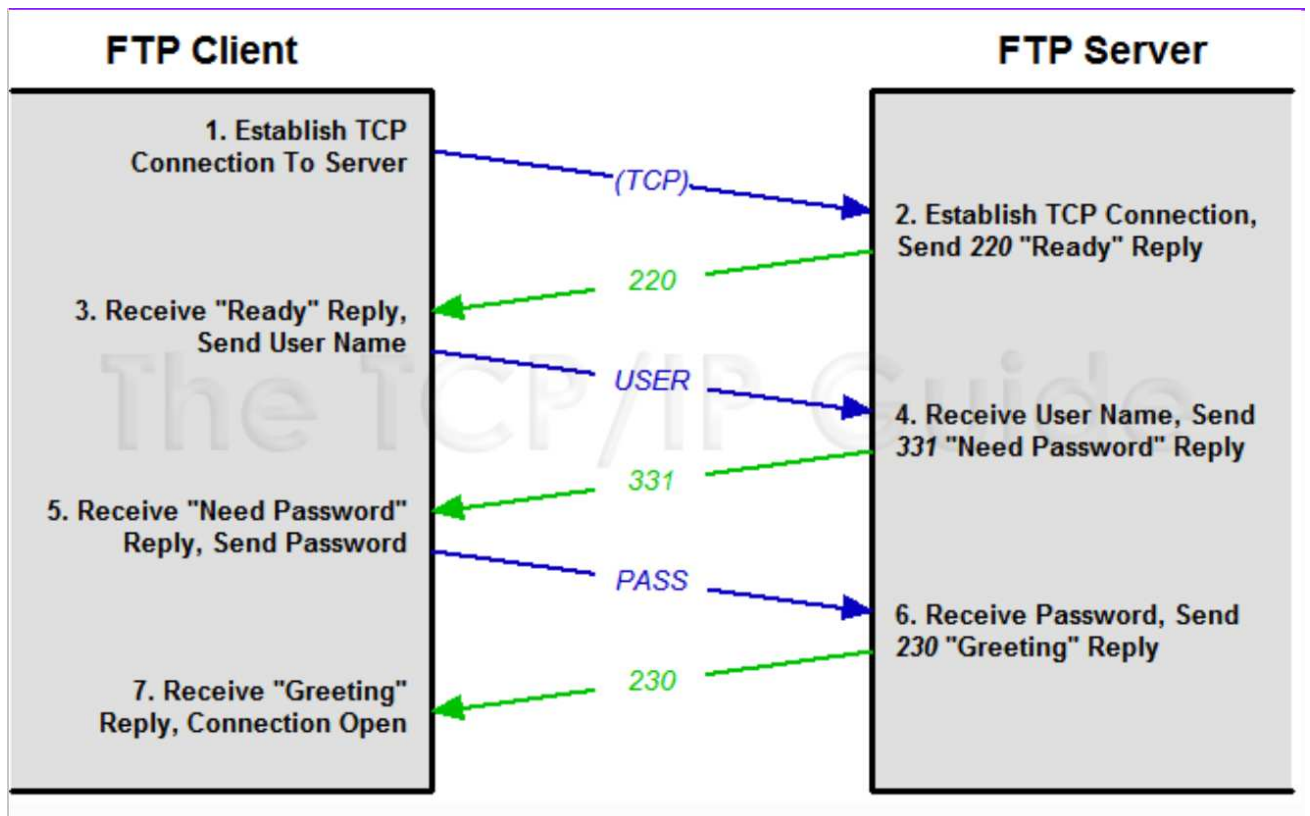 FTP Client
FTP Server
1. Establish TCP
Connection To Server
(TCP)
2. Establish TCP Connection,
Send 220 "Ready" Reply
220
3. Receive "Ready" Reply,
Send User Name
The TCP/IP Guide
USER
4. Receive User Name, Send
331 "Need Password" Reply
331
5. Receive "Need Password"
Reply, Send Password
PASS
6. Receive Password, Send
230 "Greeting" Reply
230
7. Receive "Greeting"
Reply, Connection Open